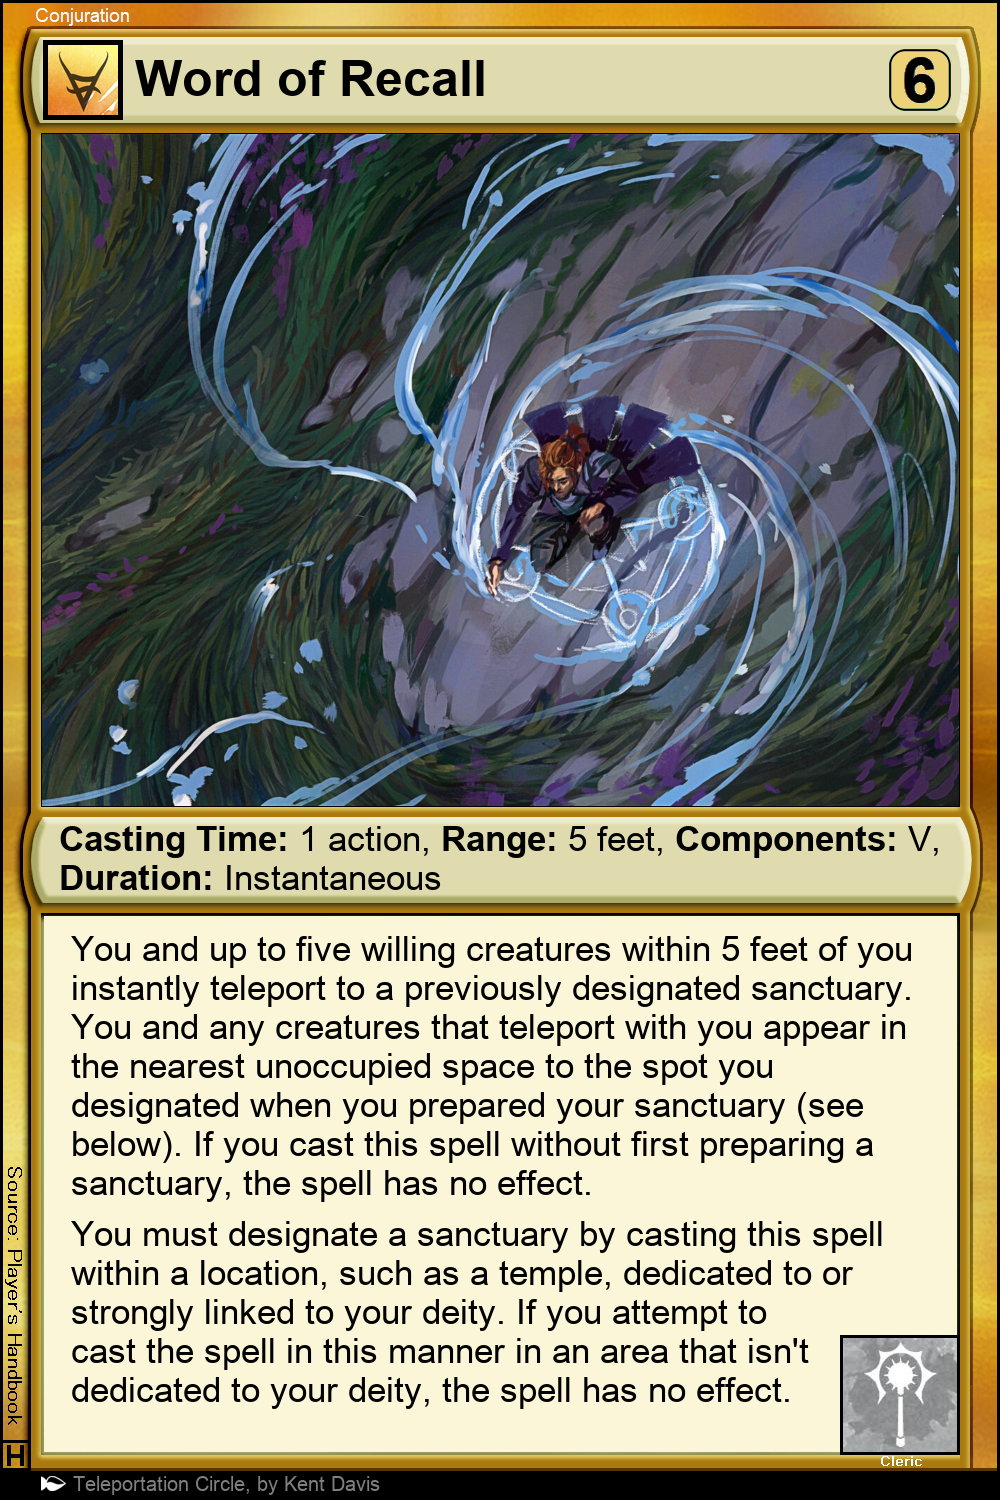 Conjuration
Word of Recall
6
Casting Time: 1 action, Range: 5 feet, Components: V,
Duration: Instantaneous
You and up to five willing creatures within 5 feet of you
instantly teleport to a previously designated sanctuary.
You and any creatures that teleport with you appear in
the nearest unoccupied space to the spot you
designated when you prepared your sanctuary (see
below). If you cast this spell without first preparing a
sanctuary, the spell has no effect.
You must designate a sanctuary by casting this spell
within a location, such as a temple, dedicated to or
strongly linked to your deity. If you attempt to
cast the spell in this manner in an area that isn't
dedicated to your deity, the spell has no effect.
Source: Player's Handbook
H
Cleric
Teleportation Circle, by Kent Davis